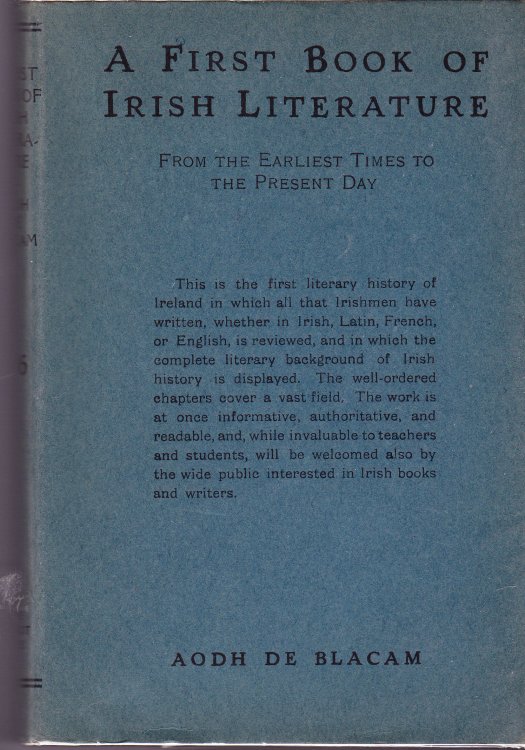 A First Book of
Irish Literature
From the Earliest Times to
the Present Day
This is the first literary history of
Ireland in which all that Irishmen have
written, whether in Irish, Latin, French,
or English, is reviewed, and in which the
complete literary background of Irish
history is displayed. The well-ordered
chapters cover a vast field. The work is
at once informative, authoritative, and
readable, and, while invaluable to teachers
and students, will be welcomed also by
the wide public interested in Irish books
and writers.
AODH DE BLACAM